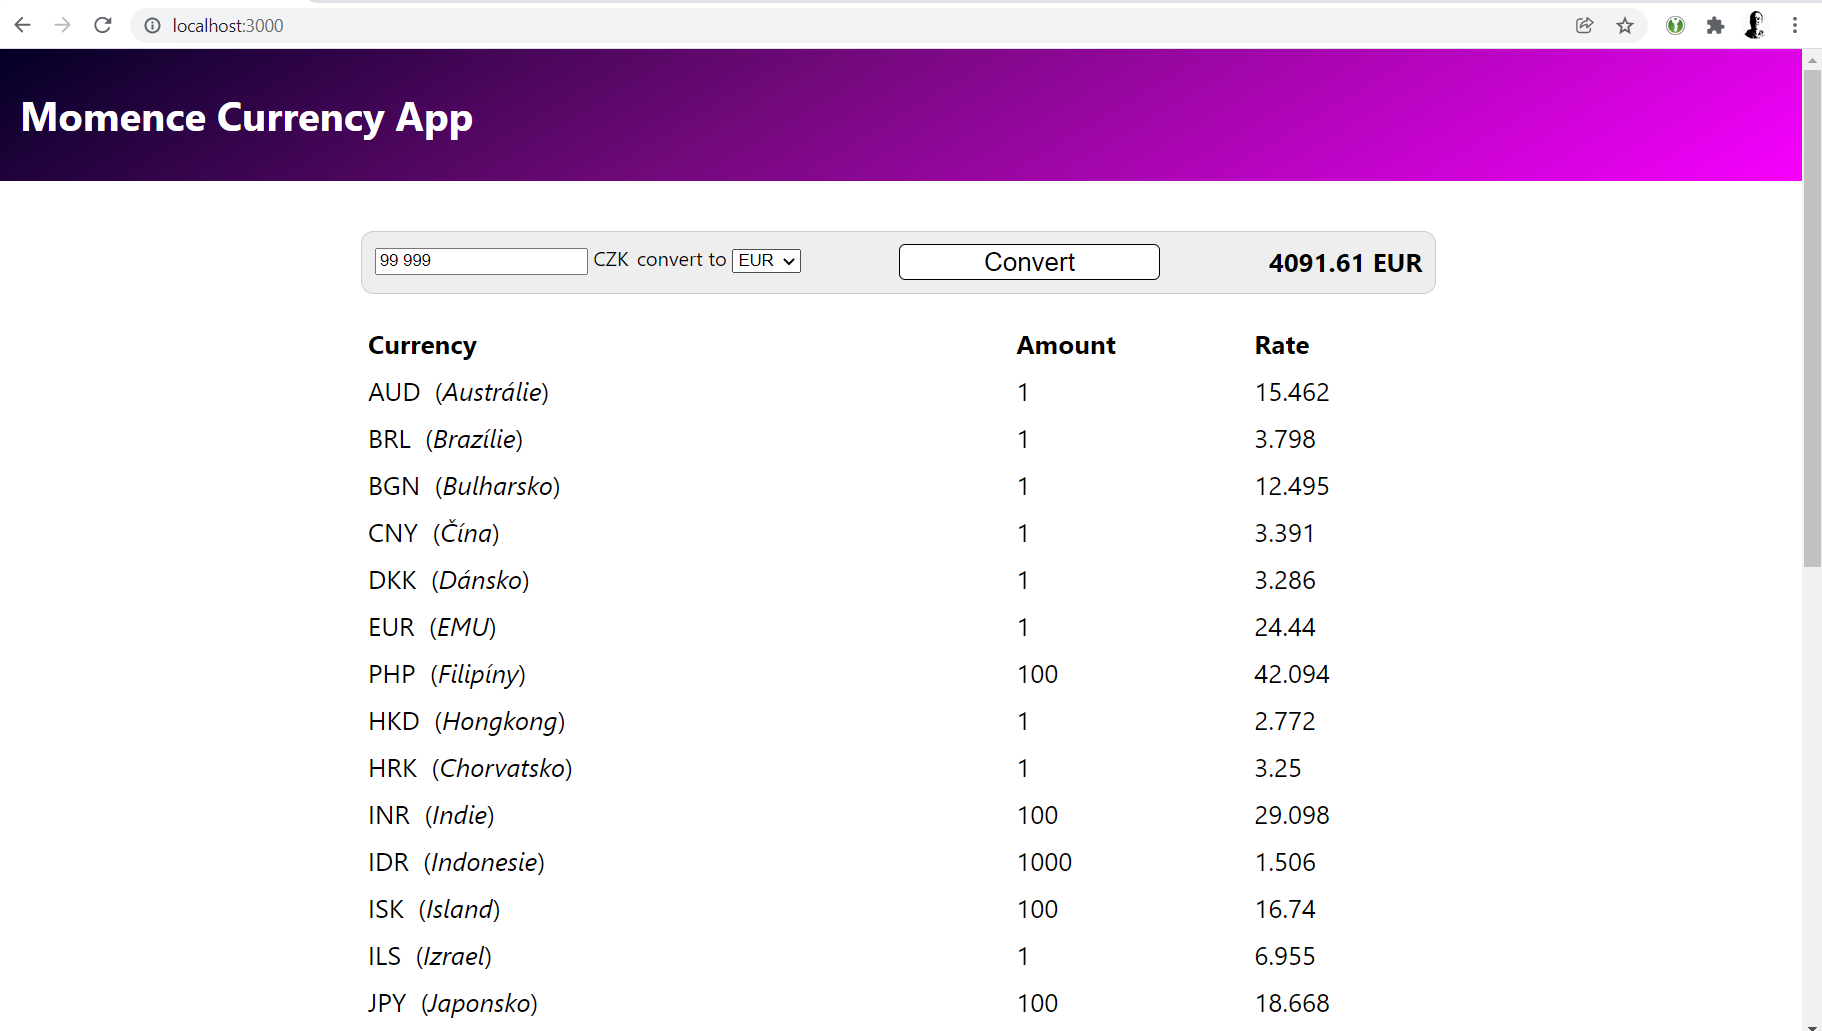 localhost:3000
Momence Currency App
99 999 CZK convert to EUR Convert 4091.61 EUR
Currency Amount Rate
AUD (Austrálie) 1 15.462
BRL (Brazílie) 1 3.798
BGN (Bulharsko) 1 12.495
CNY (Čína) 1 3.391
DKK (Dánsko) 1 3.286
EUR (EMU) 1 24.44
PHP (Filipíny) 100 42.094
HKD (Hongkong) 1 2.772
HRK (Chorvatsko) 1 3.25
INR (Indie) 100 29.098
IDR (Indonesie) 1000 1.506
ISK (Island) 100 16.74
ILS (Izrael) 1 6.955
JPY (Japonsko) 100 18.668